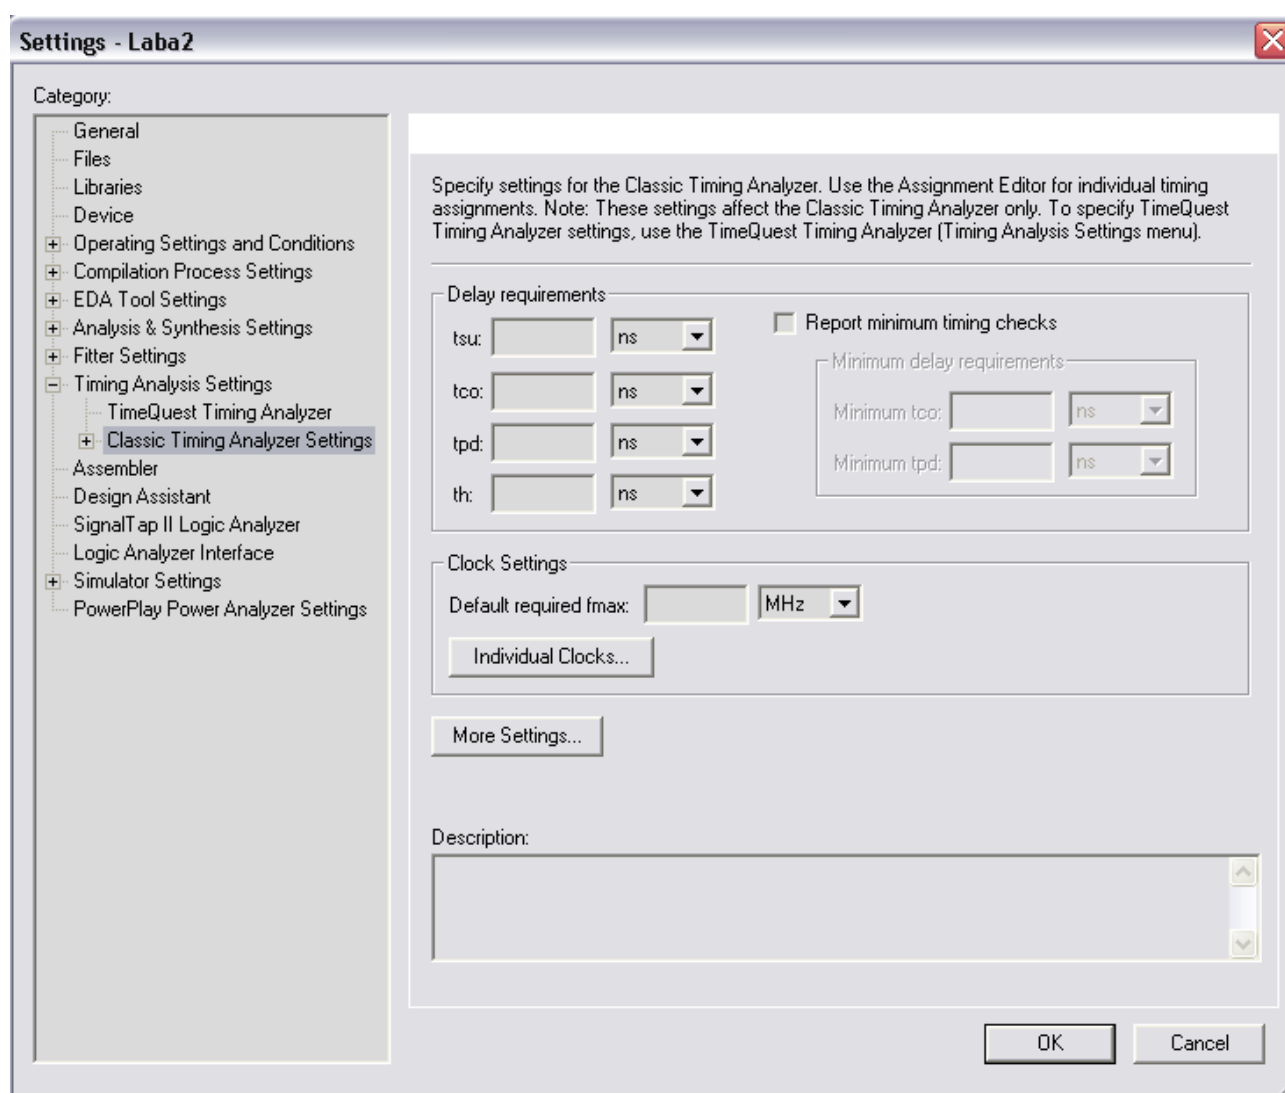 Settings - Laba2
Category:
General
Files
Libraries
Device
Operating Settings and Conditions
Compilation Process Settings
EDA Tool Settings
Analysis & Synthesis Settings
Fitter Settings
Timing Analysis Settings
TimeQuest Timing Analyzer
Classic Timing Analyzer Settings
Assembler
Design Assistant
SignalTap II Logic Analyzer
Logic Analyzer Interface
Simulator Settings
PowerPlay Power Analyzer Settings
Specify settings for the Classic Timing Analyzer. Use the Assignment Editor for individual timing
assignments. Note: These settings affect the Classic Timing Analyzer only. To specify TimeQuest
Timing Analyzer settings, use the TimeQuest Timing Analyzer (Timing Analysis Settings menu).
Delay requirements
tsu: ns
tco: ns
tpd: ns
th: ns
Report minimum timing checks
Minimum delay requirements
Minimum tco: ns
Minimum tpd: ns
Clock Settings
Default required fmax: MHz
Individual Clocks...
More Settings...
Description:
OK Cancel